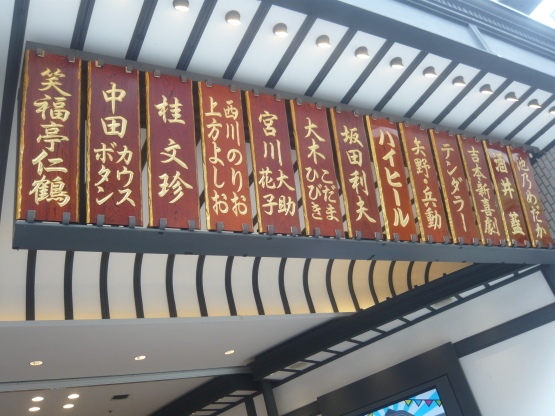 笑福亭仁鶴
中田
カウス
ボタン
桂文珍
西川のりお
上方よしお
宮川
大助
花子
大木
こだま
ひびき
坂田利夫
ハイヒール
矢野・兵動
テンダラー
吉本新喜劇
酒井藍
池乃めだか